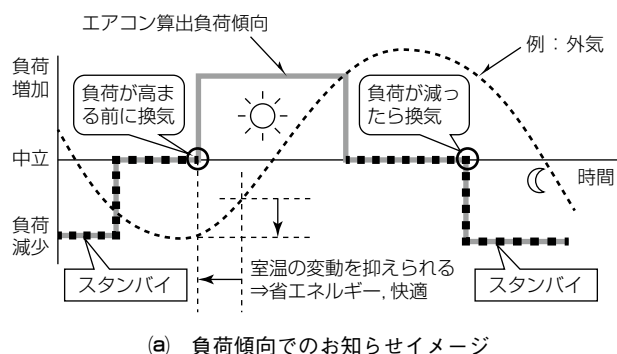 エアコン算出負荷傾向
例：外気
負荷
増加
負荷が高ま
る前に換気
負荷が減っ
たら換気
中立
時間
負荷
減少
スタンバイ
室温の変動を抑えられる
⇒省エネルギー，快適
スタンバイ
(a) 負荷傾向でのお知らせイメージ